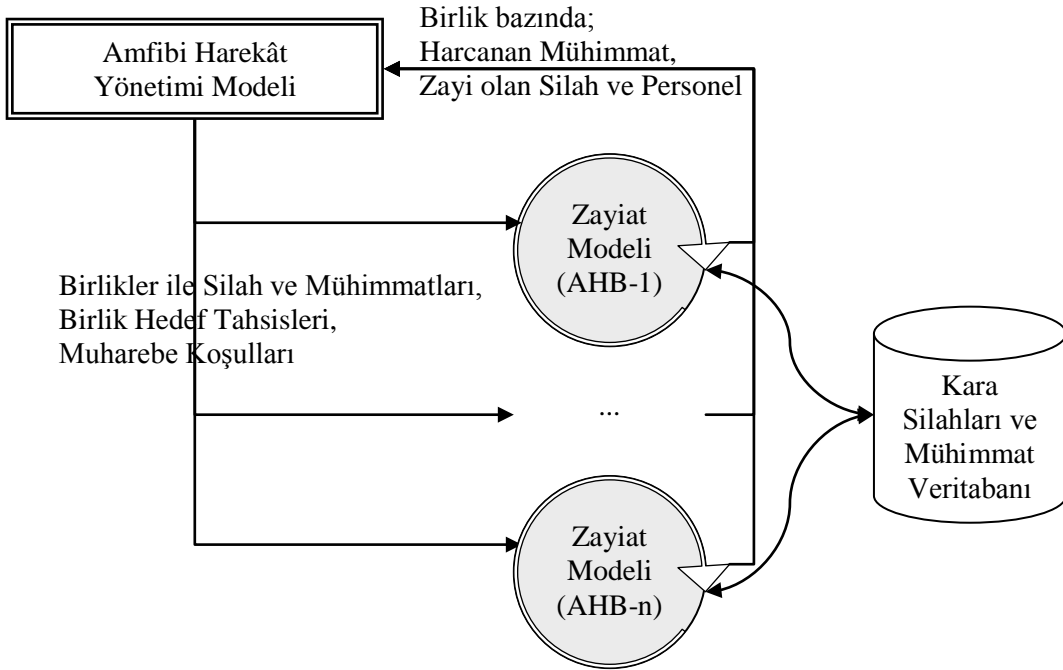 Amfibi Harekât
Yönetimi Modeli
Birlik bazında;
Harcanan Mühimmat,
Zayi olan Silah ve Personel
Zayiat
Modeli
(AHB-1)
Birlikler ile Silah ve Mühimmatları,
Birlik Hedef Tahsisleri,
Muharebe Koşulları
...
Kara
Silahları ve
Mühimmat
Veritabanı
Zayiat
Modeli
(AHB-n)